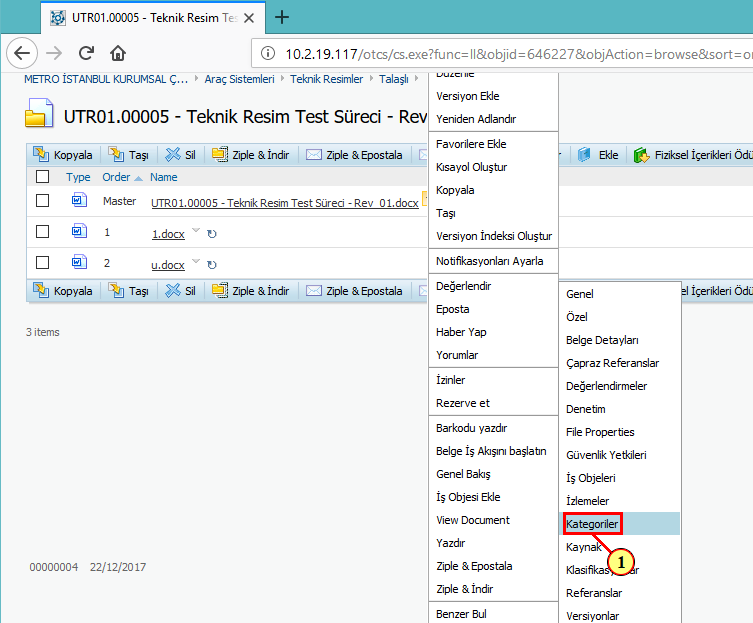 UTR01.00005 - Teknik Resim Tes
10.2.19.117/otcs/cs.exe?func=ll&objid=646227&objAction=browse&sort=o
METRO İSTANBUL KURUMSAL Ç... › Araç Sistemleri › Teknik Resimler › Talaşlı ›
UTR01.00005 - Teknik Resim Test Süreci - Rev
Kopyala Taşı Sil Ziple & İndir Ziple & Epostala Ekle Fiziksel İçerikleri Ödü
Type Order Name
Master UTR01.00005 - Teknik Resim Test Süreci - Rev_01.docx
1 1.docx
2 u.docx
Kopyala Taşı Sil Ziple & İndir Ziple & Epostala el İçerikleri Ödü
3 items
00000004 22/12/2017
Düzenle
Versiyon Ekle
Yeniden Adlandır
Favorilere Ekle
Kısayol Oluştur
Kopyala
Taşı
Versiyon İndeksi Oluştur
Notifikasyonları Ayarla
Değerlendir
Eposta
Haber Yap
Yorumlar
İzinler
Rezerve et
Barkodu yazdır
Belge İş Akışını başlatın
Genel Bakış
İş Objesi Ekle
View Document
Yazdır
Ziple & Epostala
Ziple & İndir
Benzer Bul
Genel
Özel
Belge Detayları
Çapraz Referanslar
Değerlendirmeler
Denetim
File Properties
Güvenlik Yetkileri
İş Objeleri
İzlemeler
Kategoriler
Kaynak
1
Klasifikas lar
Referanslar
Versiyonlar